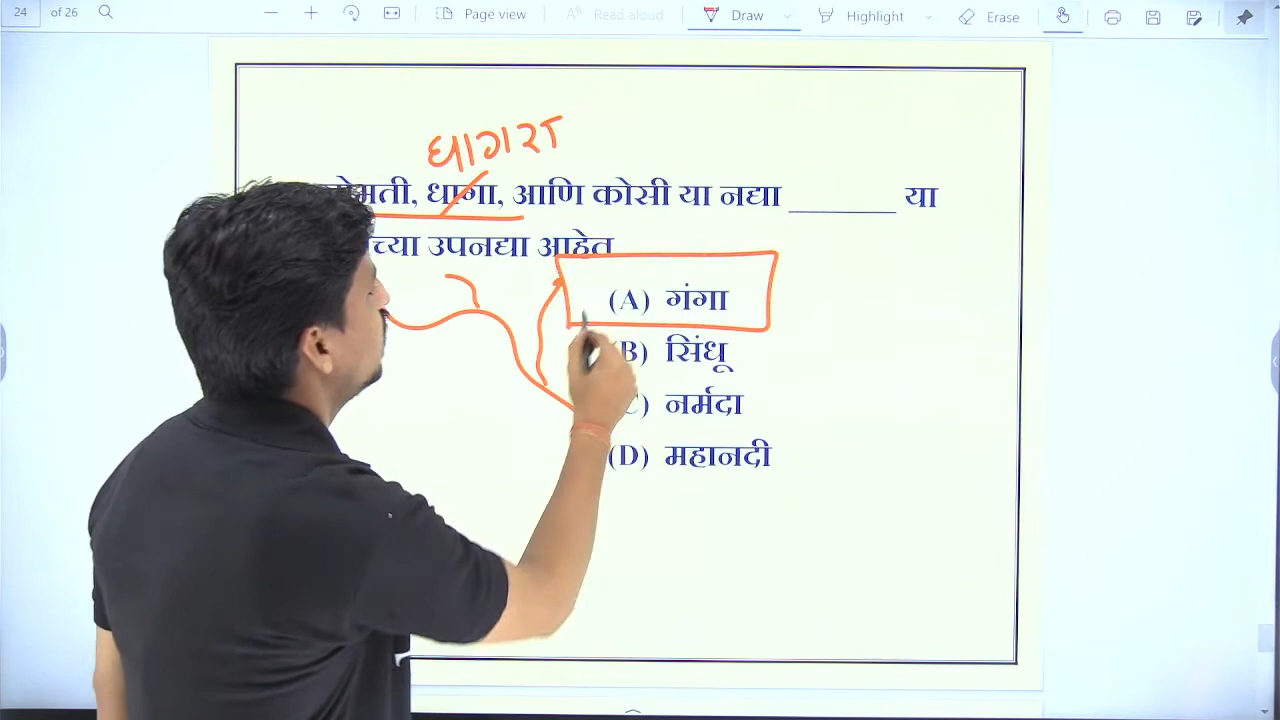 24 of 26 Page view Read aloud Draw Highlight Erase
घागरा
गोमती, धागा, आणि कोसी या नद्या ________ या
च्या उपनद्या आहेत
(A) गंगा
(B) सिंधू
(C) नर्मदा
(D) महानदी